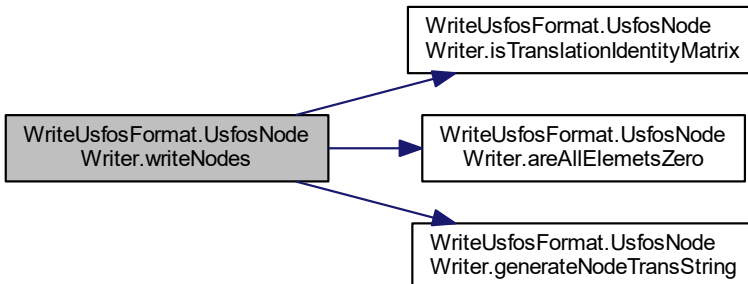 WriteUsfosFormat.UsfosNode
Writer.isTranslationIdentityMatrix
WriteUsfosFormat.UsfosNode
Writer.writeNodes
WriteUsfosFormat.UsfosNode
Writer.areAllElemetsZero
WriteUsfosFormat.UsfosNode
Writer.generateNodeTransString